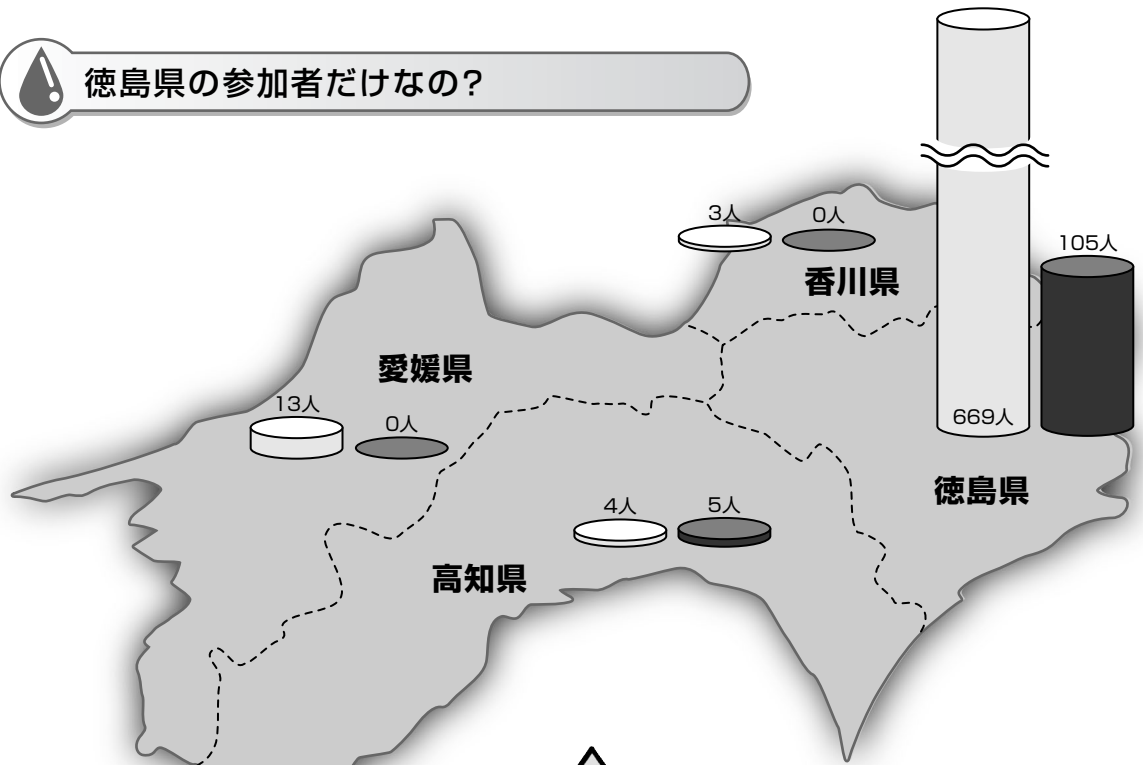 徳島県の参加者だけなの?
3人
0人
105人
香川県
愛媛県
13人
0人
669人
徳島県
4人
5人
高知県